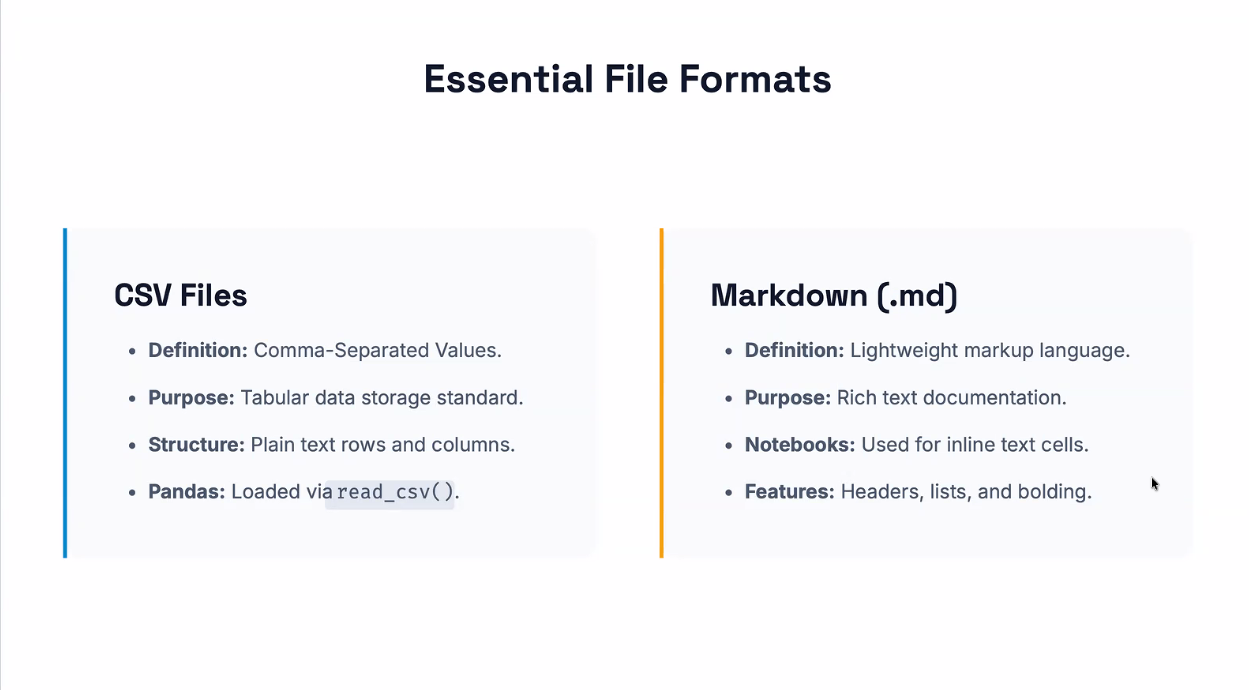 Essential File Formats
CSV Files
• Definition: Comma-Separated Values.
• Purpose: Tabular data storage standard.
• Structure: Plain text rows and columns.
• Pandas: Loaded via read_csv().
Markdown (.md)
• Definition: Lightweight markup language.
• Purpose: Rich text documentation.
• Notebooks: Used for inline text cells.
• Features: Headers, lists, and bolding.